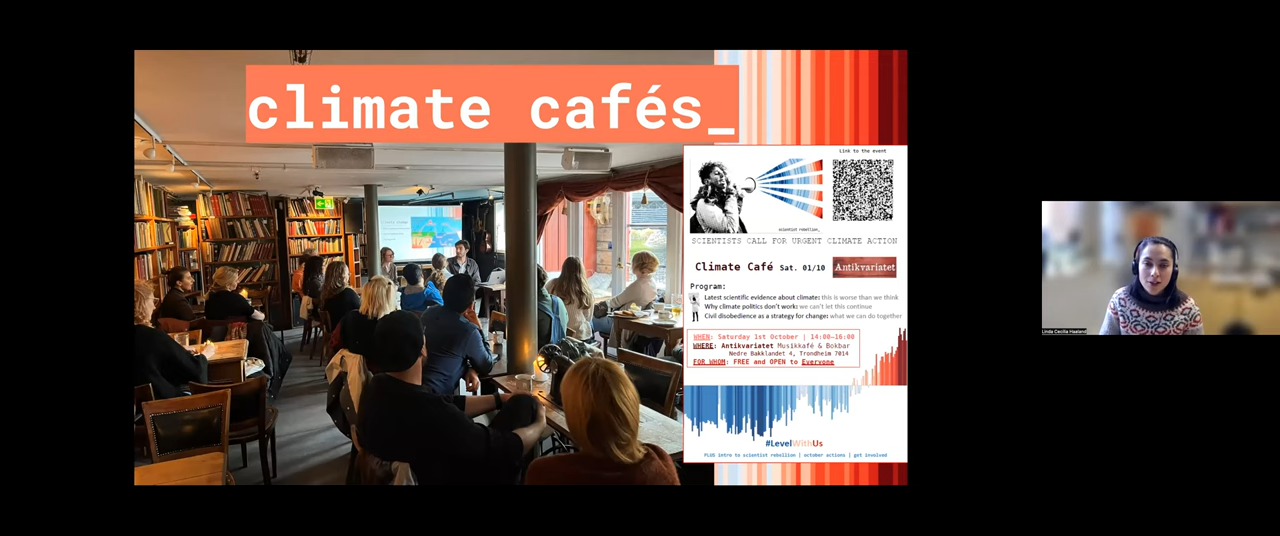 climate cafés_
Link to the event
scientist rebellion_
SCIENTISTS CALL FOR URGENT CLIMATE ACTION
Climate Café Sat. 01/10 Antikvariatet
Program:
Latest scientific evidence about climate: this is worse than we think
Why climate politics don't work: we can't let this continue
Civil disobedience as a strategy for change: what we can do together
WHEN: Saturday 1st October | 14:00–16:00
WHERE: Antikvariatet Musikkafé & Bokbar
Nedre Bakklandet 4, Trondheim 7014
FOR WHOM: FREE and OPEN to Everyone
#LevelWithUs
PLUS intro to scientist rebellion | october actions | get involved
Linda Cecilia Haaland